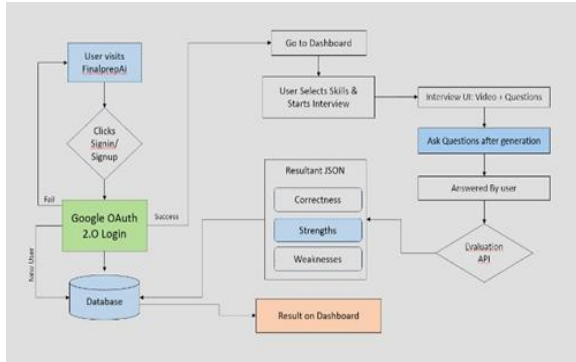 User visits
FinalprepAi
Clicks
Signin/
Signup
Fail
Google OAuth
2.O Login
Success
New User
Database
Go to Dashboard
User Selects Skills &
Starts Interview
Interview UI: Video + Questions
Ask Questions after generation
Answered By user
Evaluation
API
Resultant JSON
Correctness
Strengths
Weaknesses
Result on Dashboard